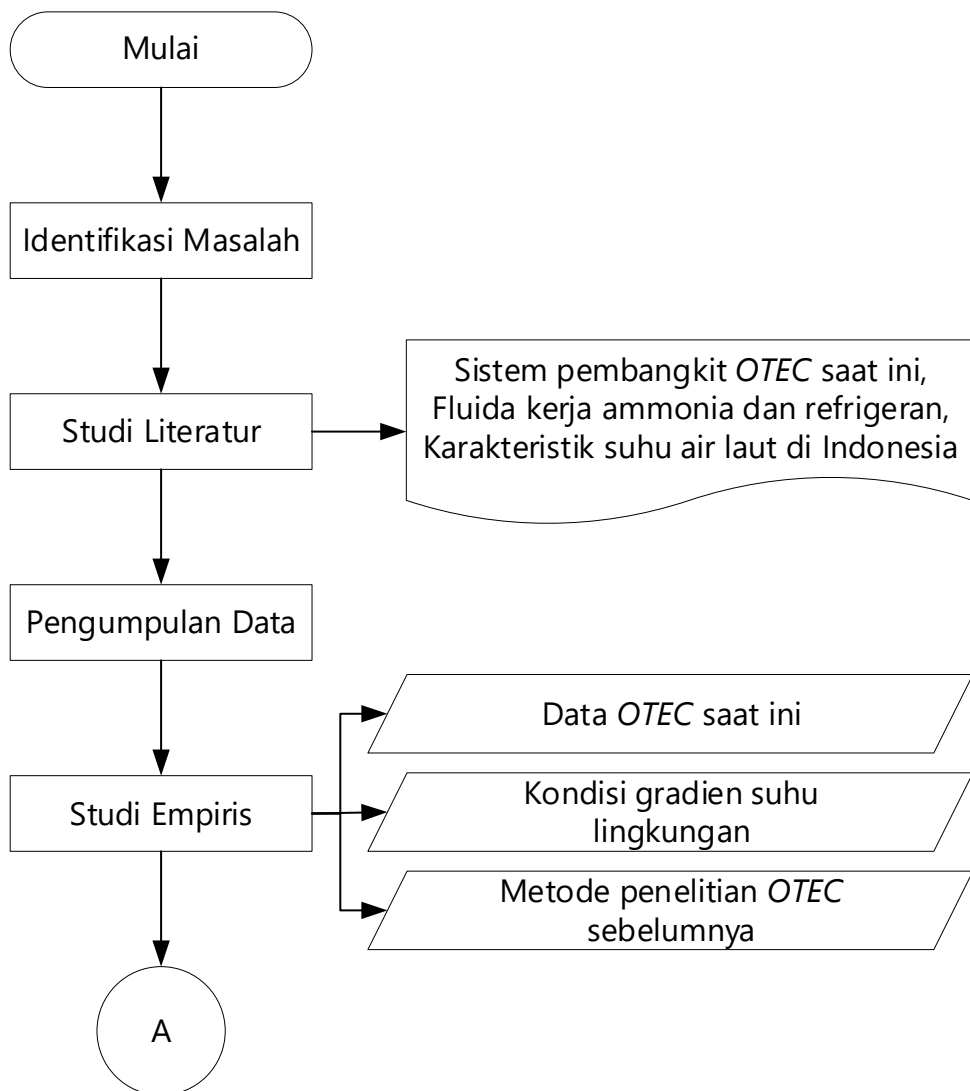 Mulai
Identifikasi Masalah
Studi Literatur
Sistem pembangkit OTEC saat ini,
Fluida kerja ammonia dan refrigeran,
Karakteristik suhu air laut di Indonesia
Pengumpulan Data
Studi Empiris
Data OTEC saat ini
Kondisi gradien suhu
lingkungan
Metode penelitian OTEC
sebelumnya
A